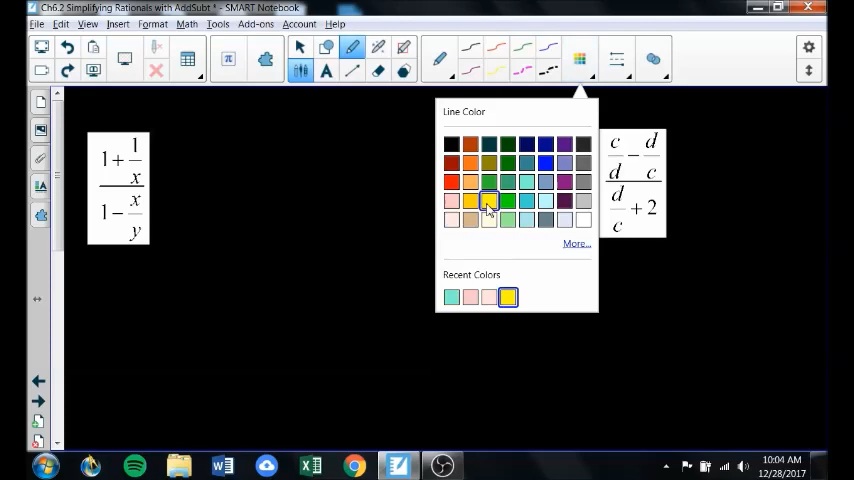 Ch6.2 Simplifying Rationals with AddSubt * - SMART Notebook
File Edit View Insert Format Math Tools Add-ons Account Help
Line Color
1 + 1/x
1 − x/y
c/d − d/c
d/c + 2
More...
Recent Colors
10:04 AM
12/28/2017